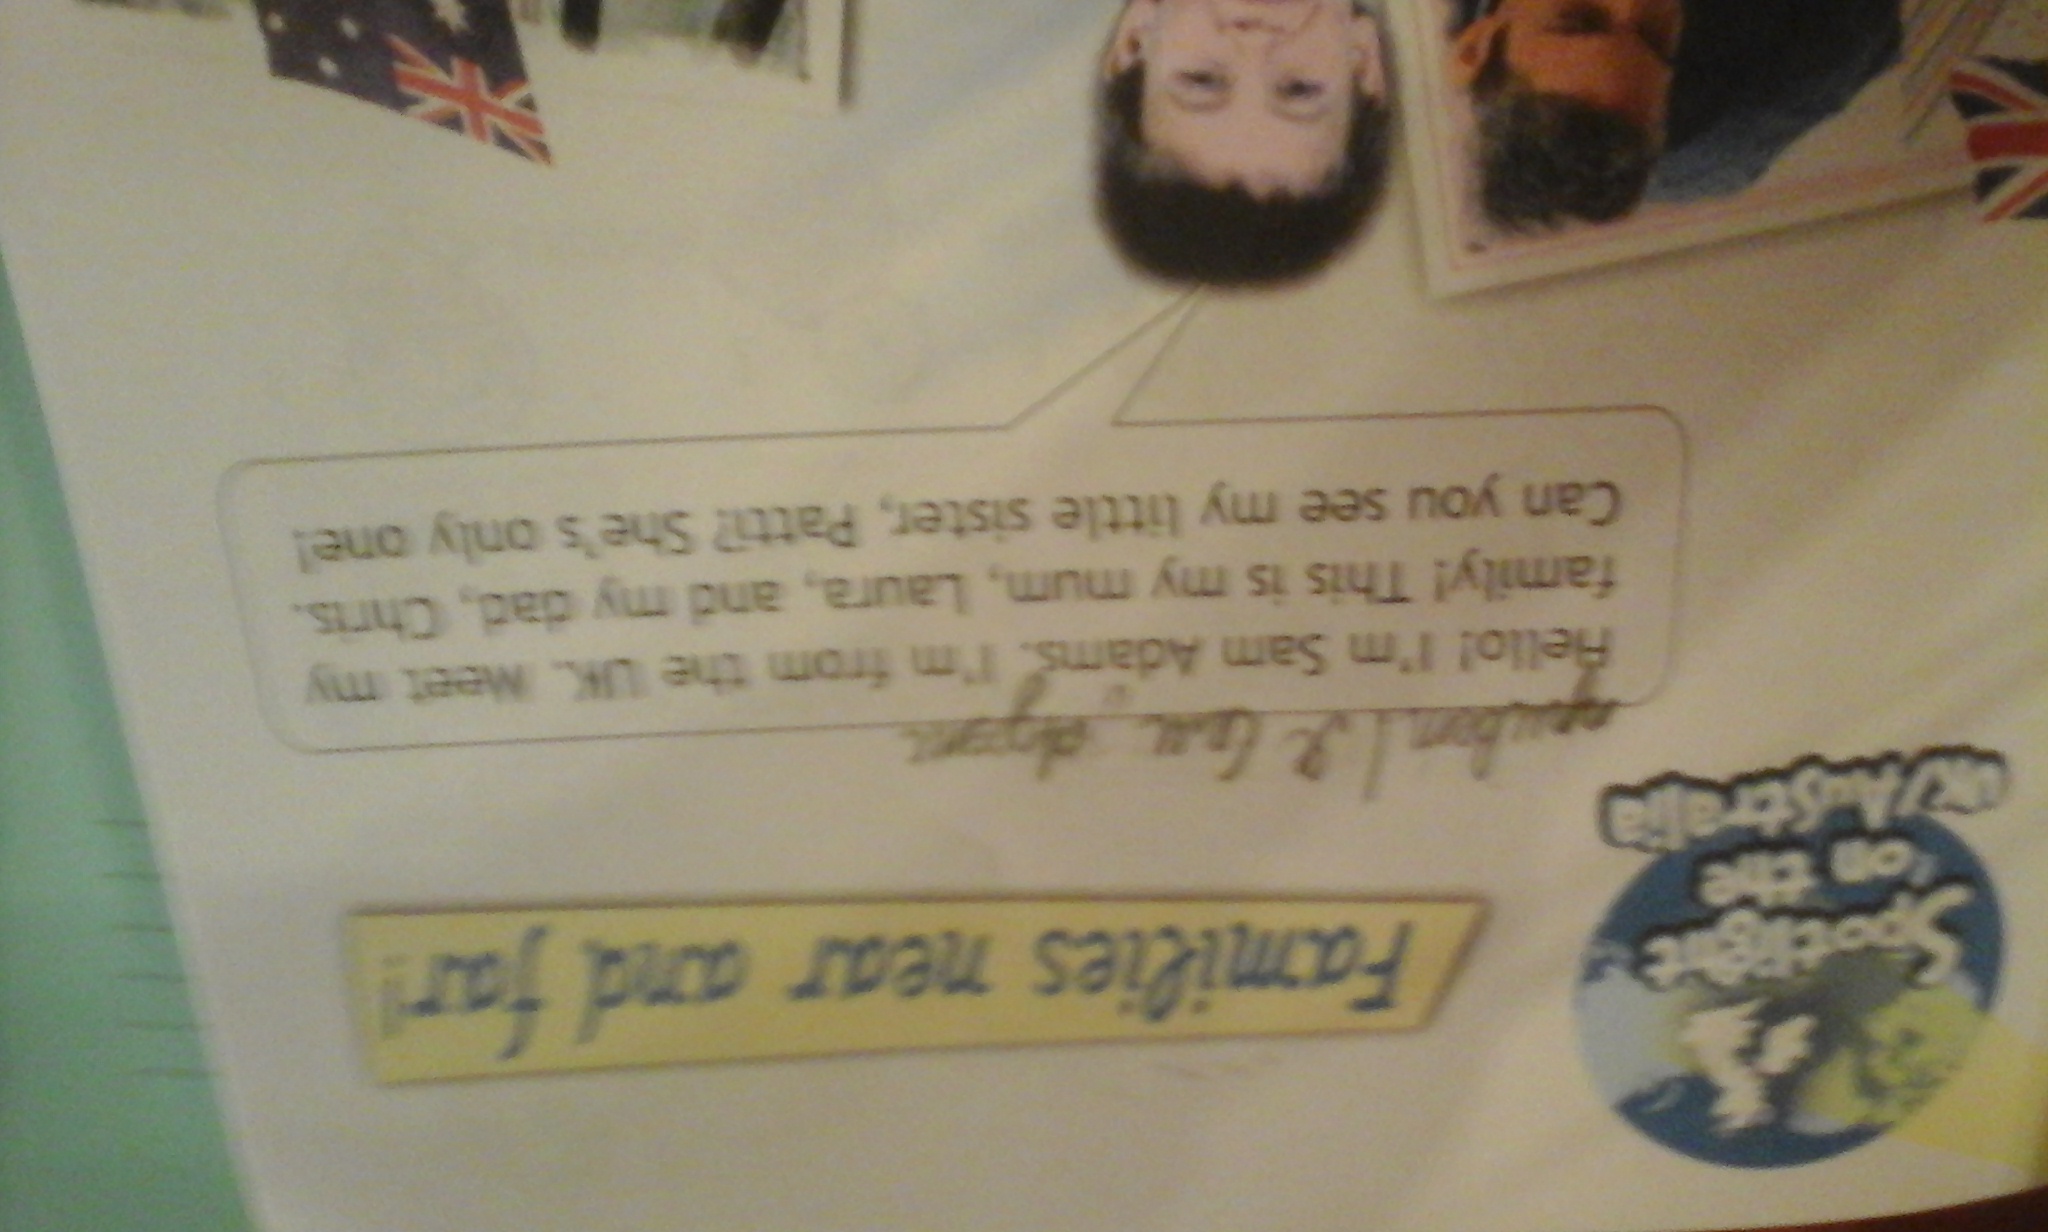 Spotlight
on the
UK/Australia
Families near and far!
Hello! I'm Sam Adams. I'm from the UK. Meet my
family! This is my mum, Laura, and my dad, Chris.
Can you see my little sister, Patti? She's only one!